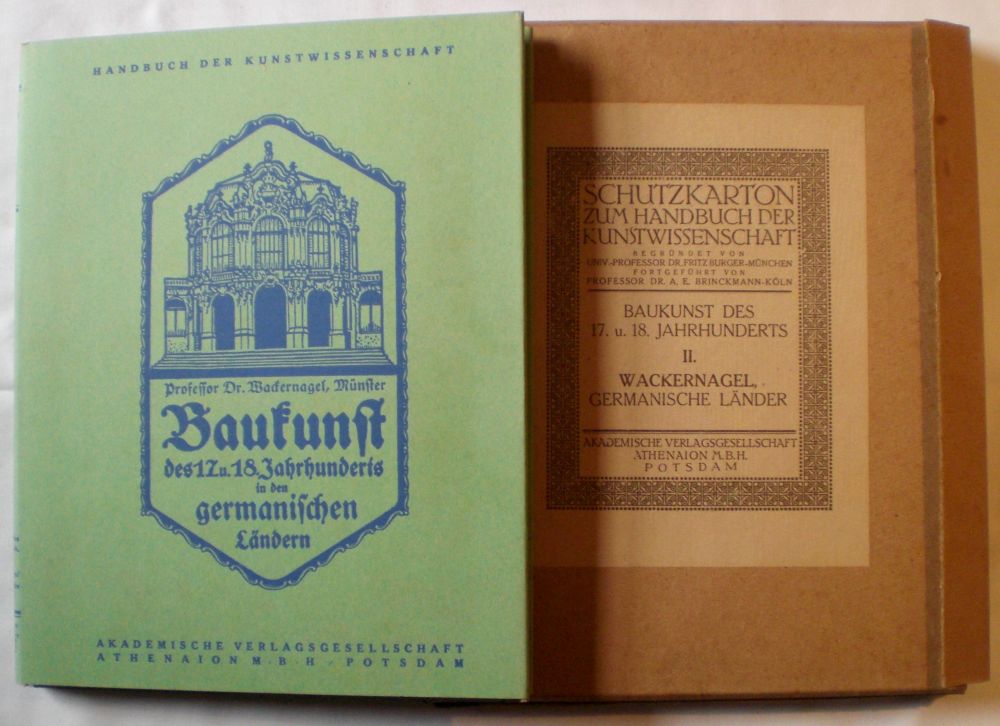 HANDBUCH DER KUNSTWISSENSCHAFT
Professor Dr. Wackernagel, Münster
Baukunst
des 17. u. 18. Jahrhunderts
in den
germanischen
Ländern
AKADEMISCHE VERLAGSGESELLSCHAFT
ATHENAION M·B·H·/POTSDAM
SCHUTZKARTON
ZUM HANDBUCH DER
KUNSTWISSENSCHAFT
BEGRÜNDET VON
UNIV.-PROFESSOR DR. FRITZ BURGER-MÜNCHEN
FORTGEFÜHRT VON
PROFESSOR DR. A. E. BRINCKMANN-KÖLN
BAUKUNST DES
17. u. 18. JAHRHUNDERTS
II.
WACKERNAGEL,
GERMANISCHE LÄNDER
AKADEMISCHE VERLAGSGESELLSCHAFT
ATHENAION M.B.H.
POTSDAM